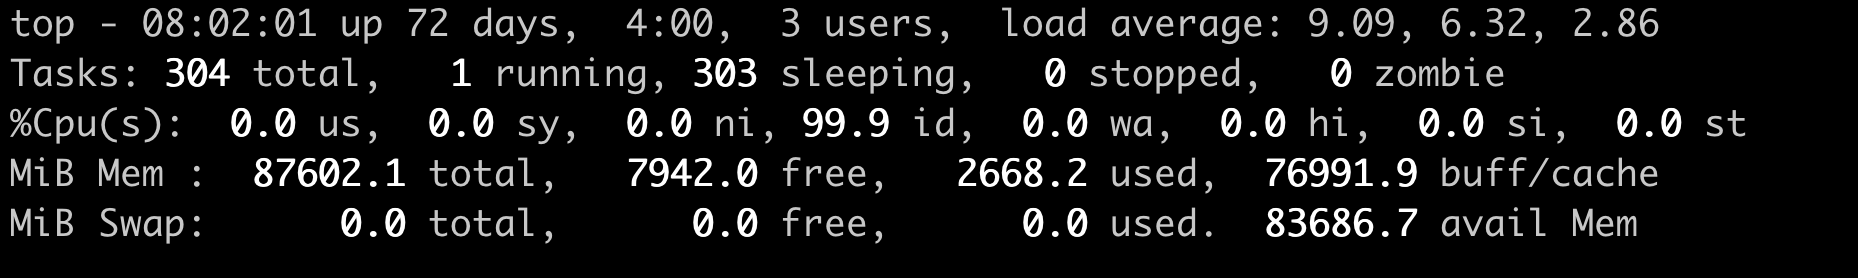 top - 08:02:01 up 72 days,  4:00,  3 users,  load average: 9.09, 6.32, 2.86
Tasks: 304 total,   1 running, 303 sleeping,   0 stopped,   0 zombie
%Cpu(s):  0.0 us,  0.0 sy,  0.0 ni, 99.9 id,  0.0 wa,  0.0 hi,  0.0 si,  0.0 st
MiB Mem :  87602.1 total,   7942.0 free,   2668.2 used,  76991.9 buff/cache
MiB Swap:      0.0 total,      0.0 free,      0.0 used.  83686.7 avail Mem